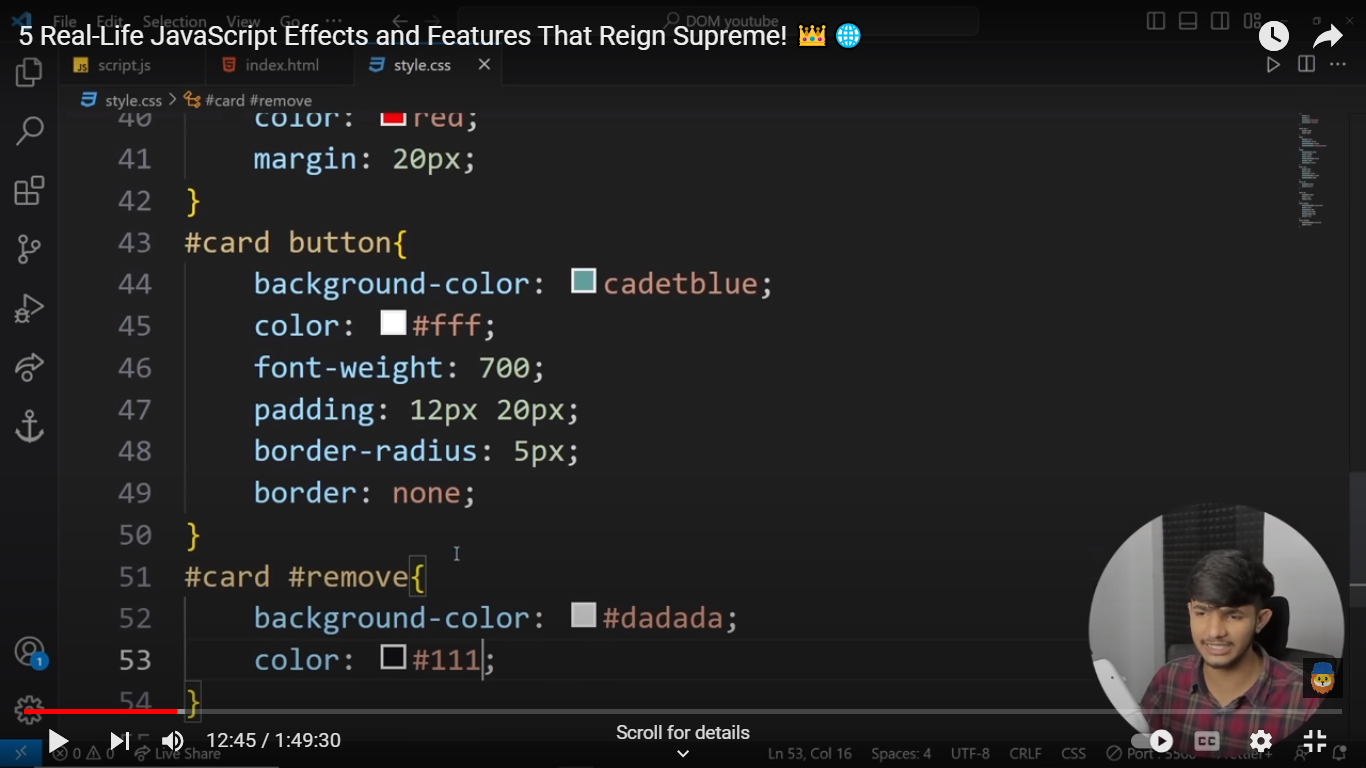 File Edit Selection View Go ... DOM youtube
5 Real-Life JavaScript Effects and Features That Reign Supreme! 👑 🌐
JS script.js index.html style.css
style.css > #card #remove
40 color: red;
41 margin: 20px;
42 }
43 #card button{
44 background-color: cadetblue;
45 color: #fff;
46 font-weight: 700;
47 padding: 12px 20px;
48 border-radius: 5px;
49 border: none;
50 }
51 #card #remove{
52 background-color: #dadada;
53 color: #111;
54 }
1
12:45 / 1:49:30
Scroll for details
CC
0 0 Live Share Ln 53, Col 16 Spaces: 4 UTF-8 CRLF CSS Port : 5500